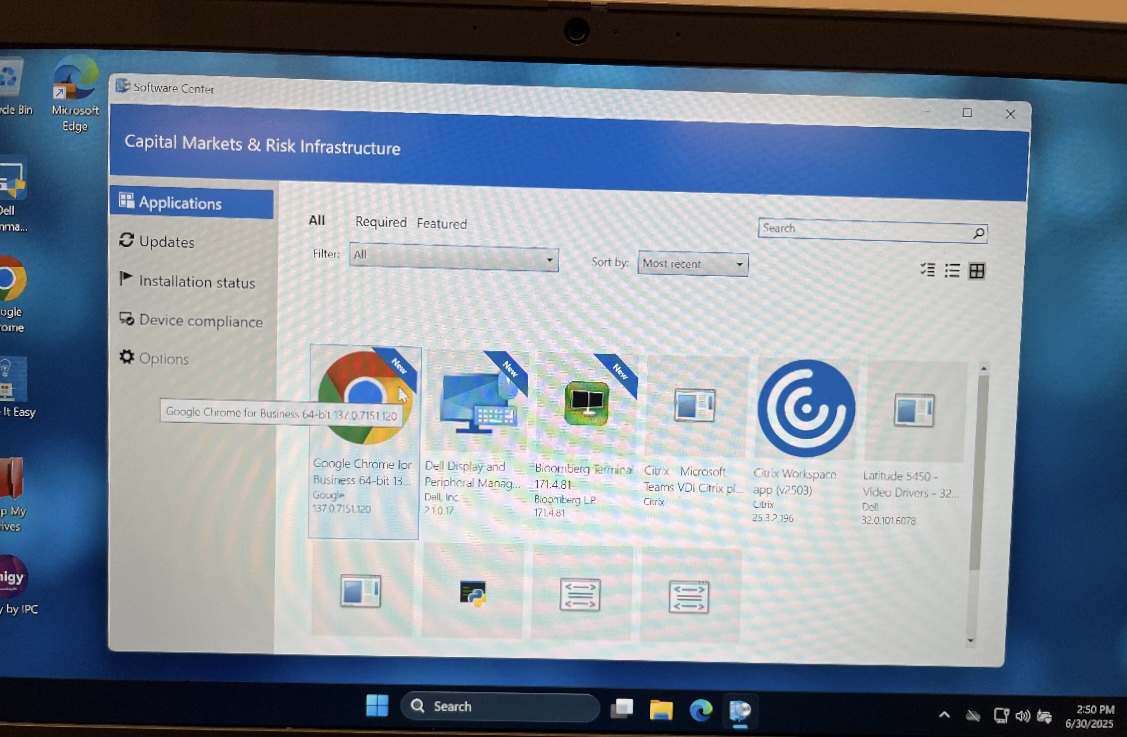 Software Center
Capital Markets & Risk Infrastructure
cle Bin
Microsoft
Edge
Dell
mma...
ogle
rome
It Easy
p My
ives
nigy
y by IPC
Applications
Updates
Installation status
Device compliance
Options
All Required Featured
Search
Filter: All
Sort by: Most recent
New
New
New
Google Chrome for Business 64-bit 137.0.7151.120
Google Chrome for
Business 64-bit 13...
Google
137.0.7151.120
Dell Display and
Peripheral Manag...
Dell, Inc
2.1.0.17
Bloomberg Terminal
171.4.81
Bloomberg LP
171.4.81
Citrix Microsoft
Teams VDI Citrix pl...
Citrix
Citrix Workspace
app (v2503)
Citrix
25.3.2.196
Latitude 5450 -
Video Drivers - 32...
Dell
32.0.101.6078
Search
2:50 PM
6/30/2025